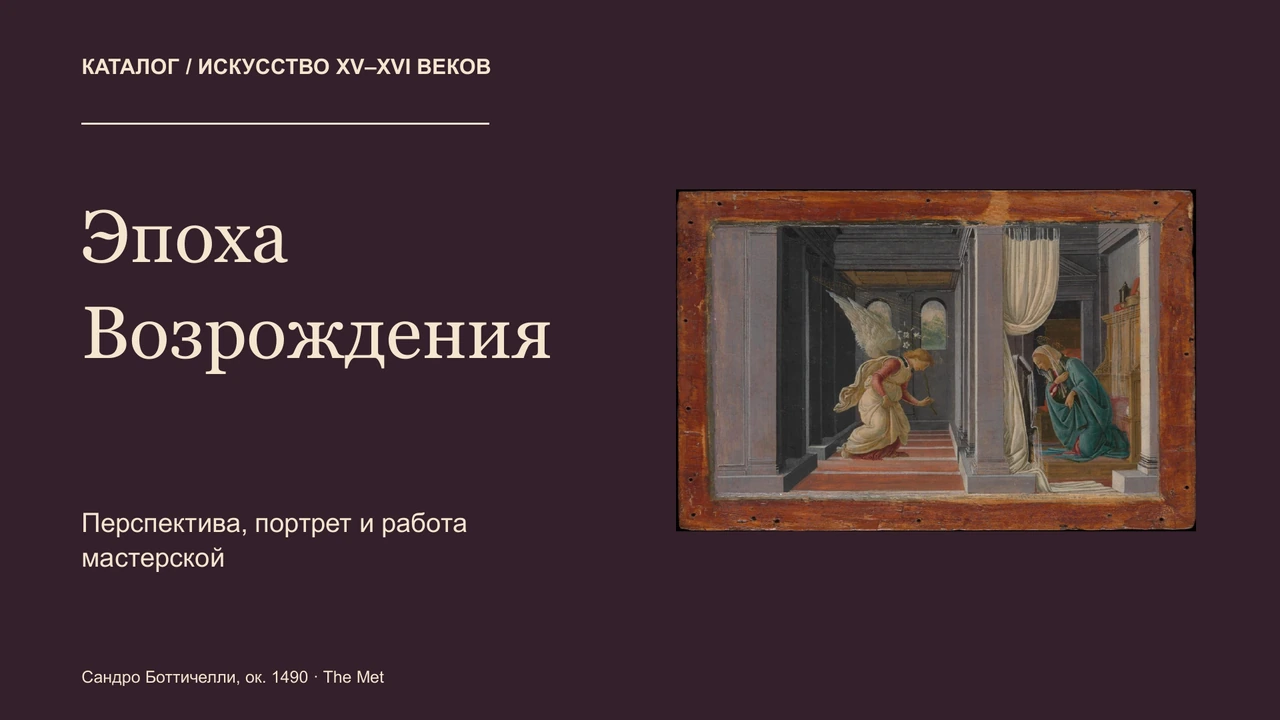 КАТАЛОГ / ИСКУССТВО XV–XVI ВЕКОВ
Эпоха
Возрождения
Перспектива, портрет и работа
мастерской
Сандро Боттичелли, ок. 1490 · The Met